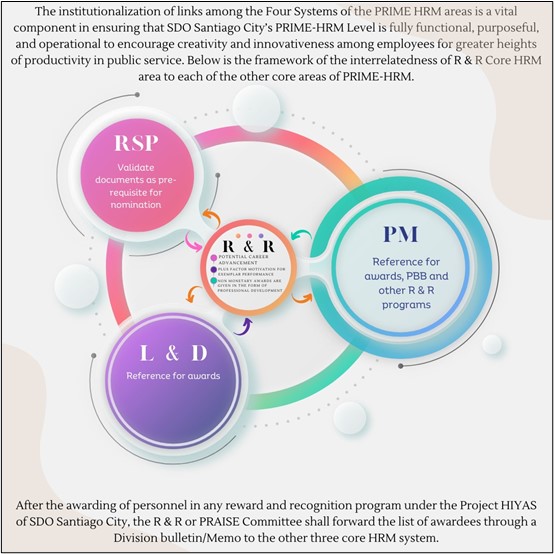 The institutionalization of links among the Four Systems of the PRIME HRM areas is a vital
component in ensuring that SDO Santiago City's PRIME-HRM Level is fully functional, purposeful,
and operational to encourage creativity and innovativeness among employees for greater heights
of productivity in public service. Below is the framework of the interrelatedness of R & R Core HRM
area to each of the other core areas of PRIME-HRM.
RSP
Validate
documents as pre-
requisite for
nomination
R & R
POTENTIAL CAREER
ADVANCEMENT
PLUS FACTOR MOTIVATION FOR
EXEMPLAR PERFORMANCE
NON MONETARY AWARDS ARE
GIVEN IN THE FORM OF
PROFESSIONAL DEVELOPMENT
PM
Reference for
awards, PBB and
other R & R
programs
L & D
Reference for awards
After the awarding of personnel in any reward and recognition program under the Project HIYAS
of SDO Santiago City, the R & R or PRAISE Committee shall forward the list of awardees through a
Division bulletin/Memo to the other three core HRM system.